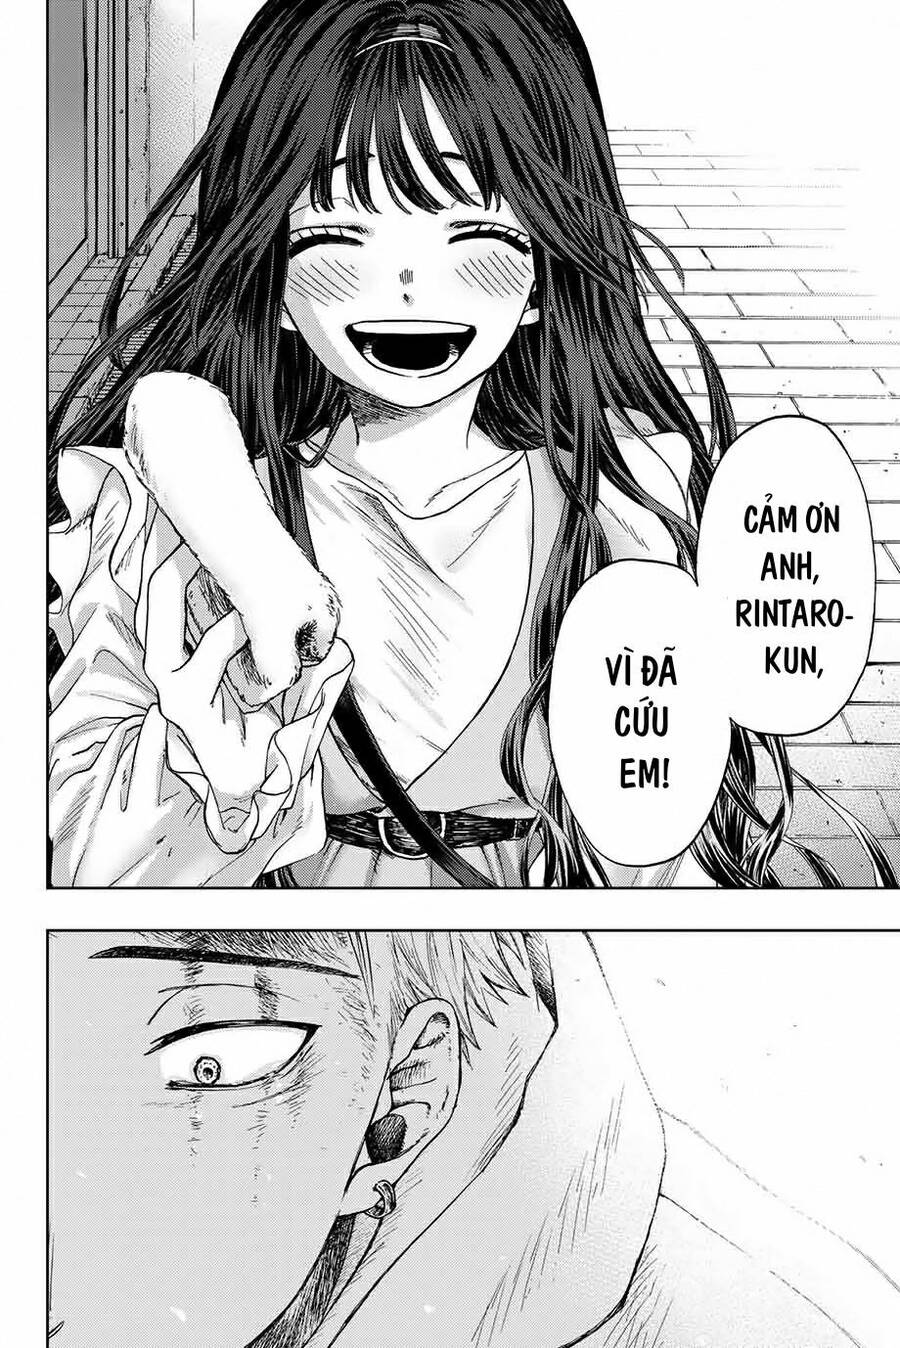 CẢM ƠN
ANH,
RINTARO-
KUN,
VÌ ĐÃ
CỨU
EM!